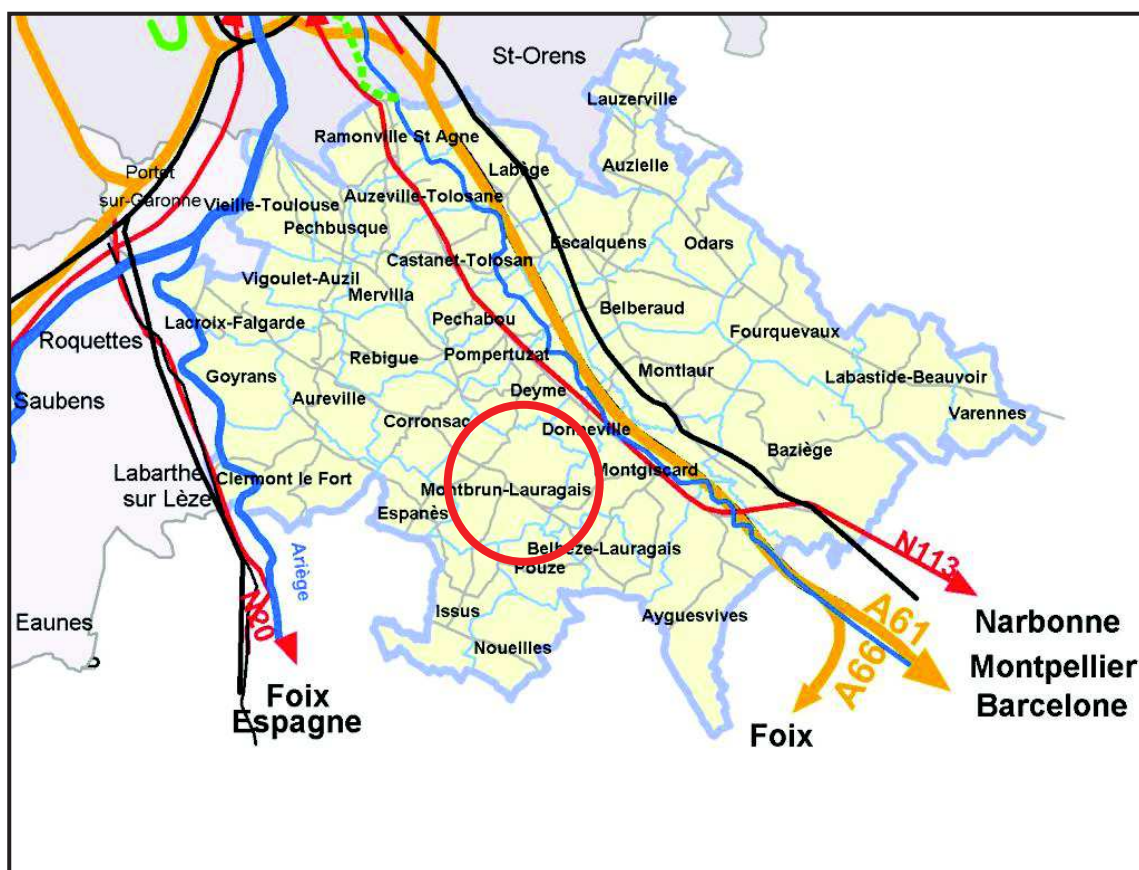 St-Orens
Lauzerville
Ramonville St Agne
Labège
Auzielle
Portet
sur-Garonne
Vieille-Toulouse
Auzeville-Tolosane
Pechbusque
Escalquens
Odars
Castanet-Tolosan
Vigoulet-Auzil
Mervilla
Belberaud
Lacroix-Falgarde
Pechabou
Fourquevaux
Roquettes
Rebigue
Pompertuzat
Montlaur
Goyrans
Labastide-Beauvoir
Deyme
Saubens
Aureville
Varennes
Corronsac
Donneville
Baziège
Labarthe
sur Lèze
Clermont le Fort
Montgiscard
Montbrun-Lauragais
Espanès
Belbèze-Lauragais
Pouze
Ariège
N113
Issus
Ayguesvives
Eaunes
N20
A61
Narbonne
Noueilles
A66
Montpellier
Foix
Espagne
Barcelone
Foix